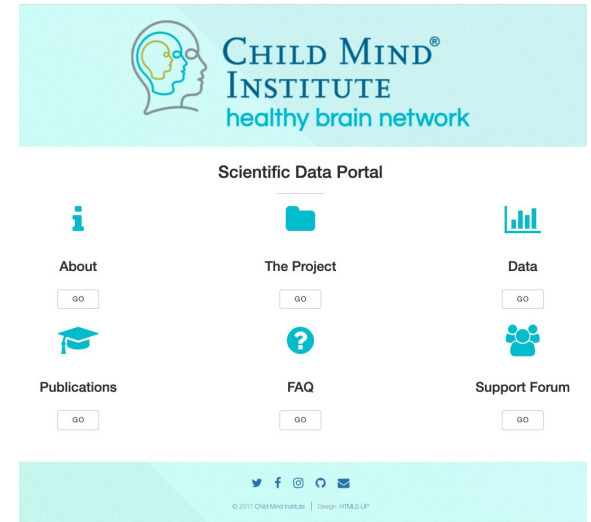 CHILD MIND®
INSTITUTE
healthy brain network
Scientific Data Portal
About
The Project
Data
GO
GO
GO
Publications
FAQ
Support Forum
GO
GO
GO
© 2017 Child Mind Institute | Design: HTML5 UP